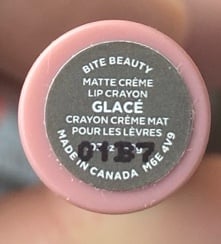 BITE BEAUTY
MATTE CRÈME
LIP CRAYON
GLACÉ
CRAYON CRÈME MAT
POUR LES LÈVRES
MADE IN CANADA M6E 4V9